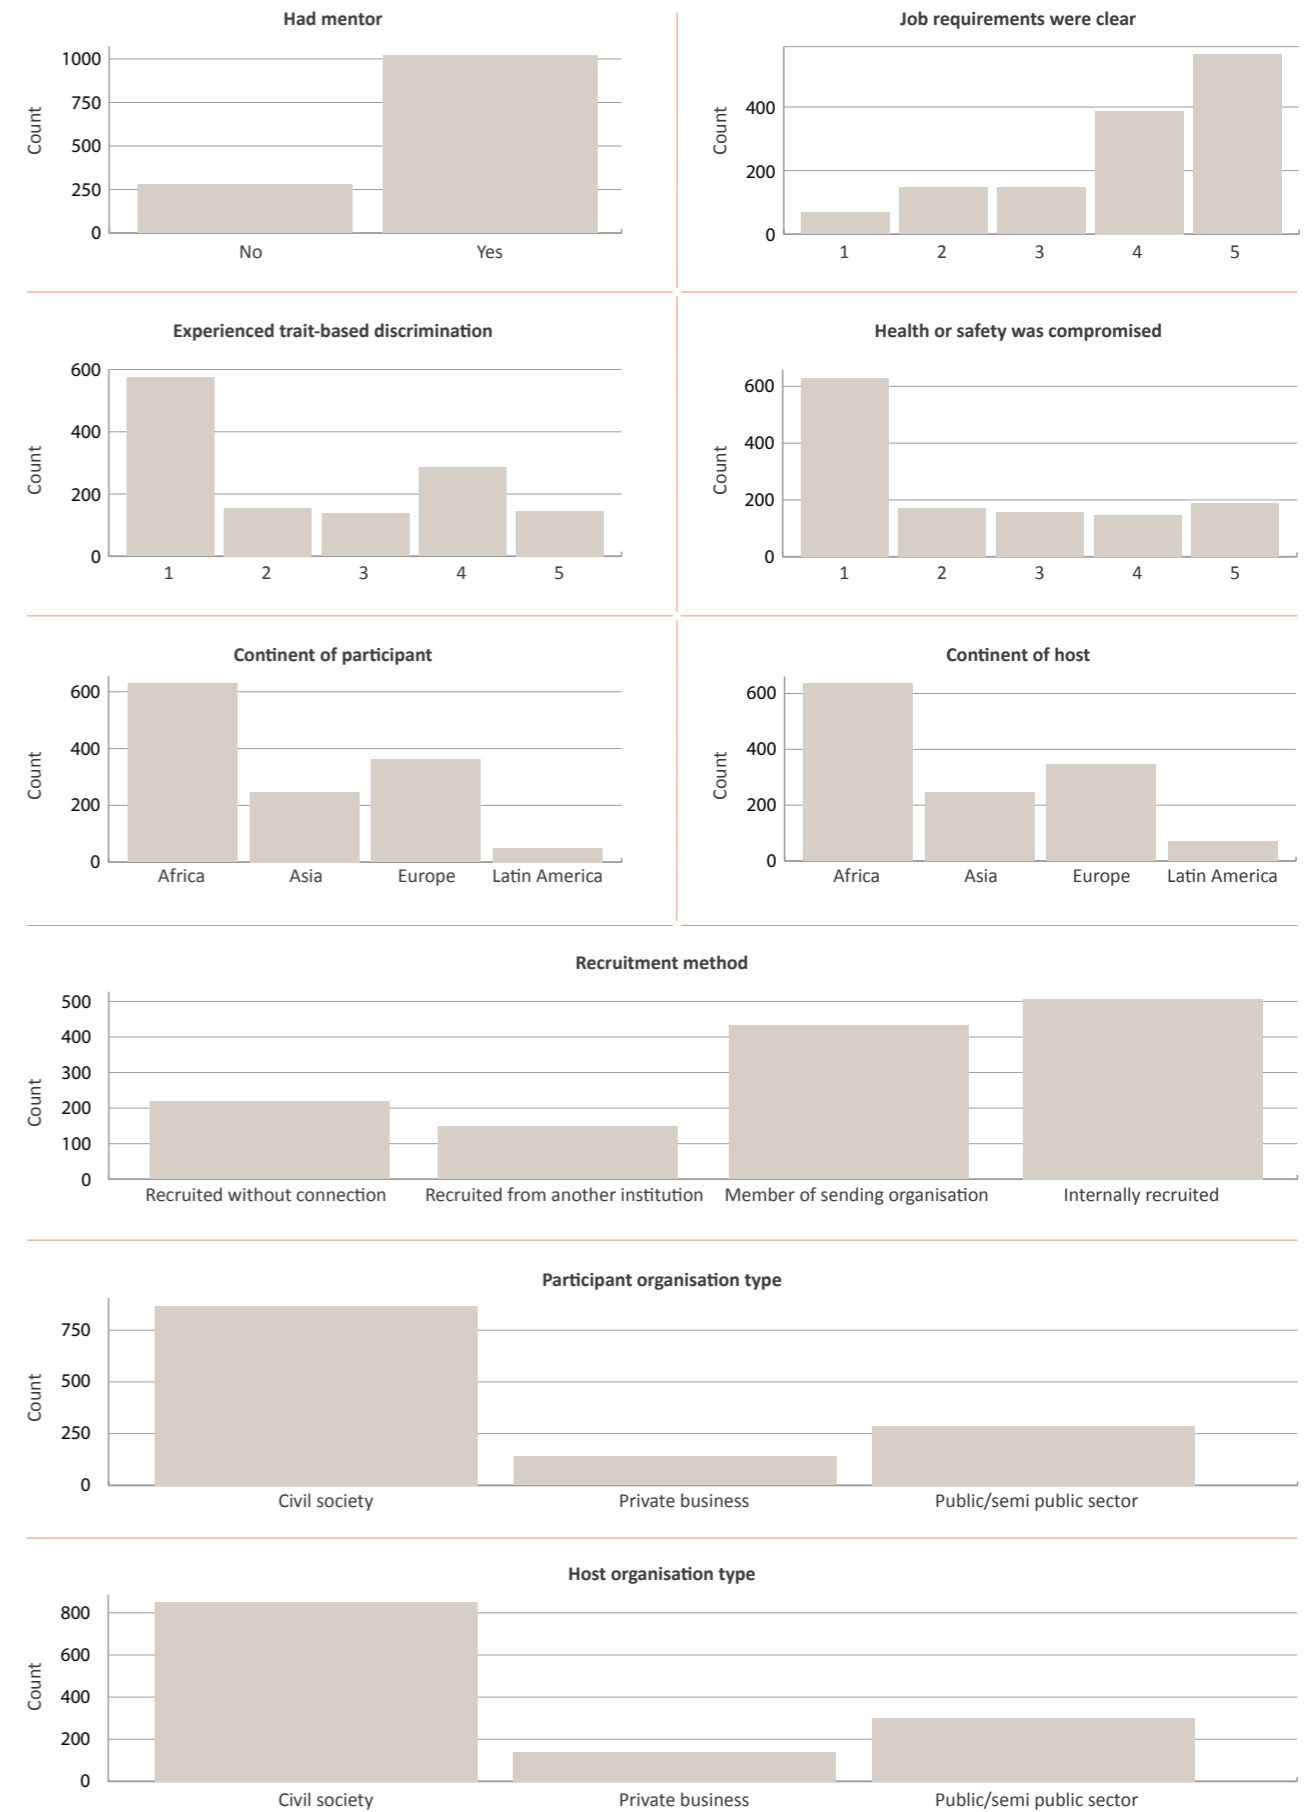 Had mentor
Count
1000
750
500
250
0
No Yes
Job requirements were clear
Count
400
200
0
1 2 3 4 5
Experienced trait-based discrimination
Count
600
400
200
0
1 2 3 4 5
Health or safety was compromised
Count
600
400
200
0
1 2 3 4 5
Continent of participant
Count
600
400
200
0
Africa Asia Europe Latin America
Continent of host
Count
600
400
200
0
Africa Asia Europe Latin America
Recruitment method
Count
500
400
300
200
100
0
Recruited without connection Recruited from another institution Member of sending organisation Internally recruited
Participant organisation type
Count
750
500
250
0
Civil society Private business Public/semi public sector
Host organisation type
Count
800
600
400
200
0
Civil society Private business Public/semi public sector